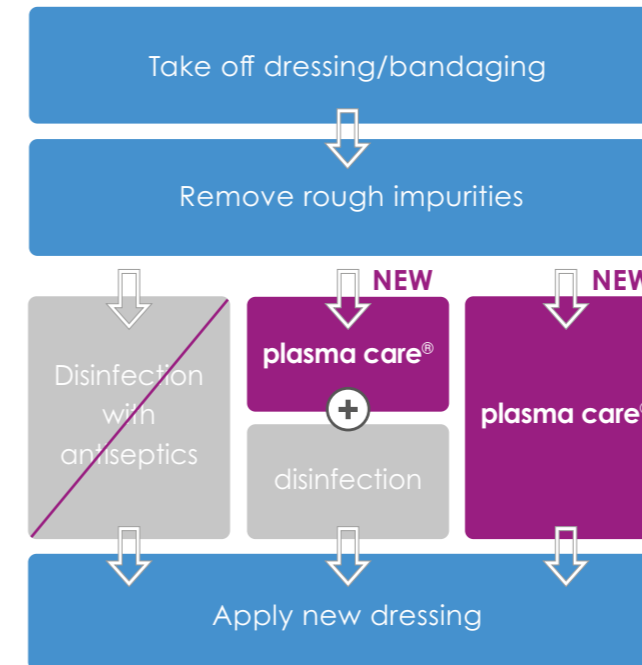 Take off dressing/bandaging
Remove rough impurities
Disinfection
with
antiseptics
NEW
plasma care®
+
disinfection
NEW
plasma care®
Apply new dressing